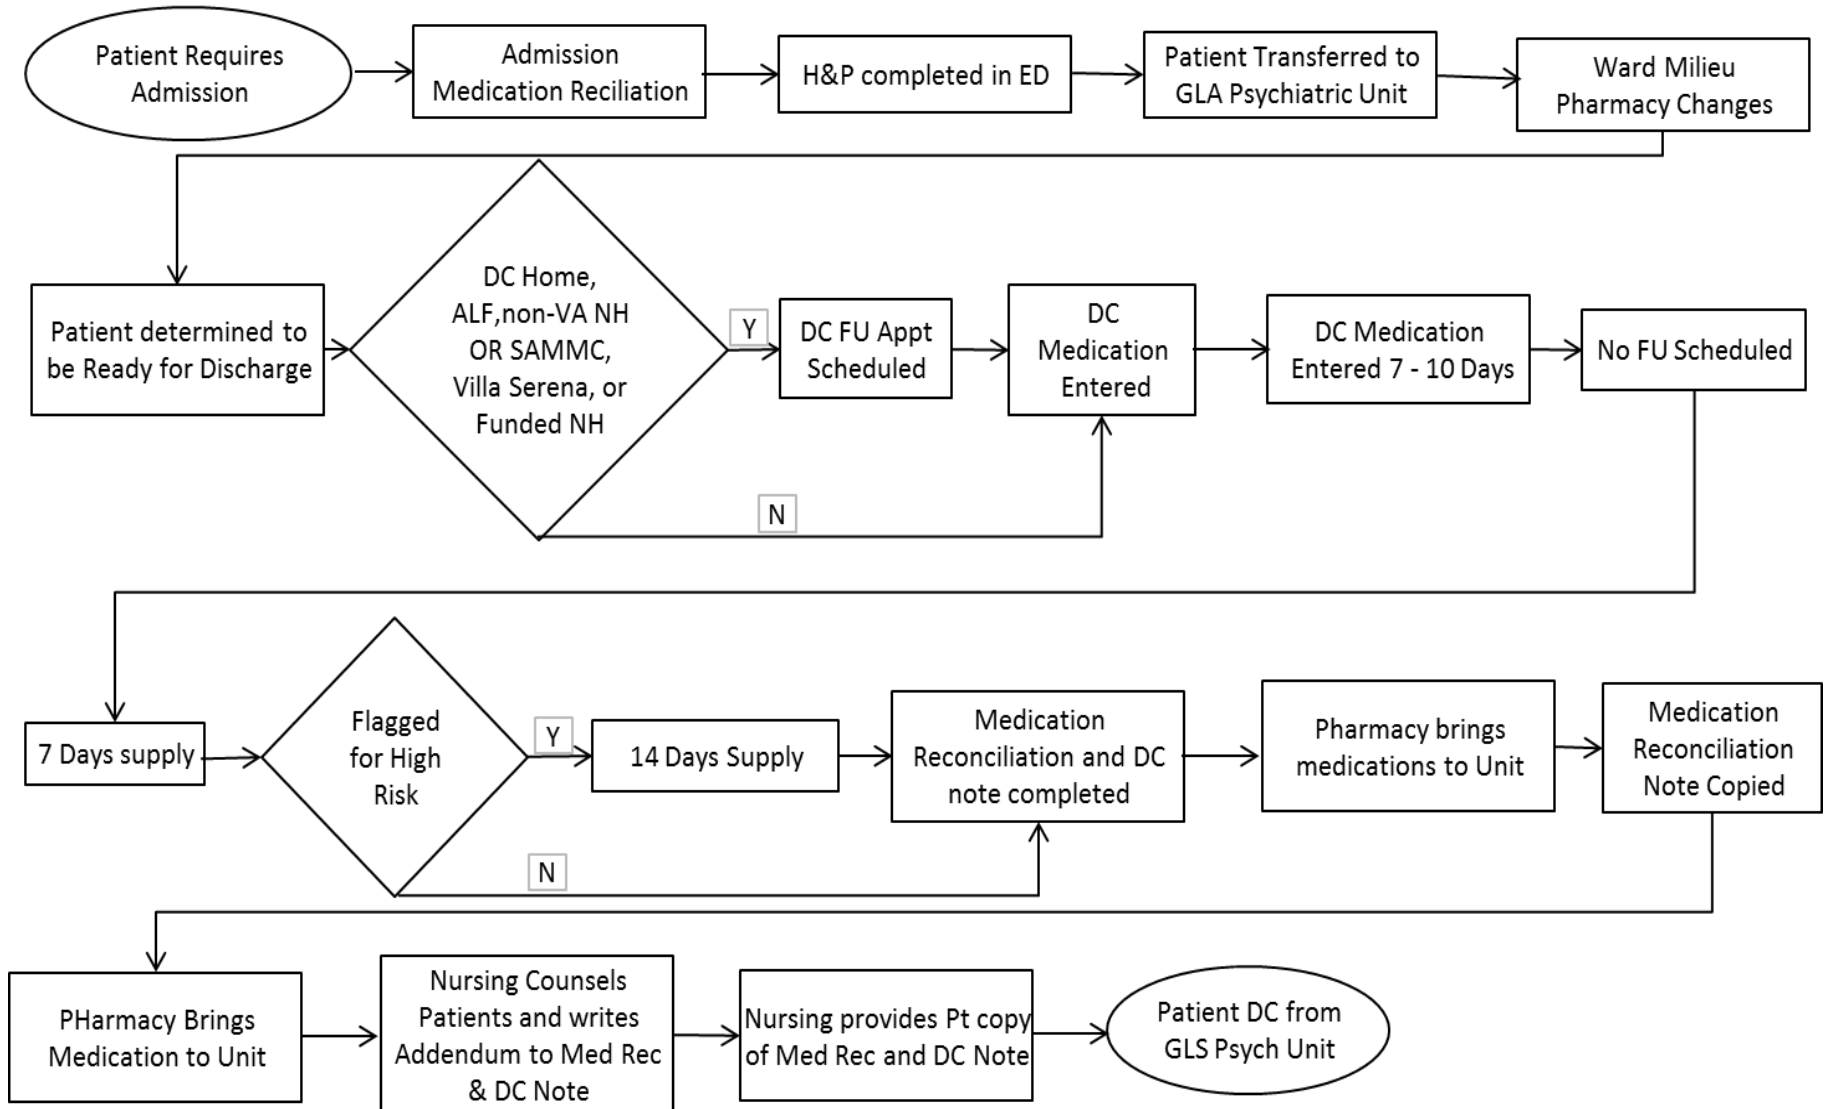 Patient Requires
Admission
Admission
Medication Reciliation
H&P completed in ED
Patient Transferred to
GLA Psychiatric Unit
Ward Milieu
Pharmacy Changes
Patient determined to
be Ready for Discharge
DC Home,
ALF,non-VA NH
OR SAMMC,
Villa Serena, or
Funded NH
Y
N
DC FU Appt
Scheduled
DC
Medication
Entered
DC Medication
Entered 7 - 10 Days
No FU Scheduled
7 Days supply
Flagged
for High
Risk
Y
N
14 Days Supply
Medication
Reconciliation and DC
note completed
Pharmacy brings
medications to Unit
Medication
Reconciliation
Note Copied
PHarmacy Brings
Medication to Unit
Nursing Counsels
Patients and writes
Addendum to Med Rec
& DC Note
Nursing provides Pt copy
of Med Rec and DC Note
Patient DC from
GLS Psych Unit